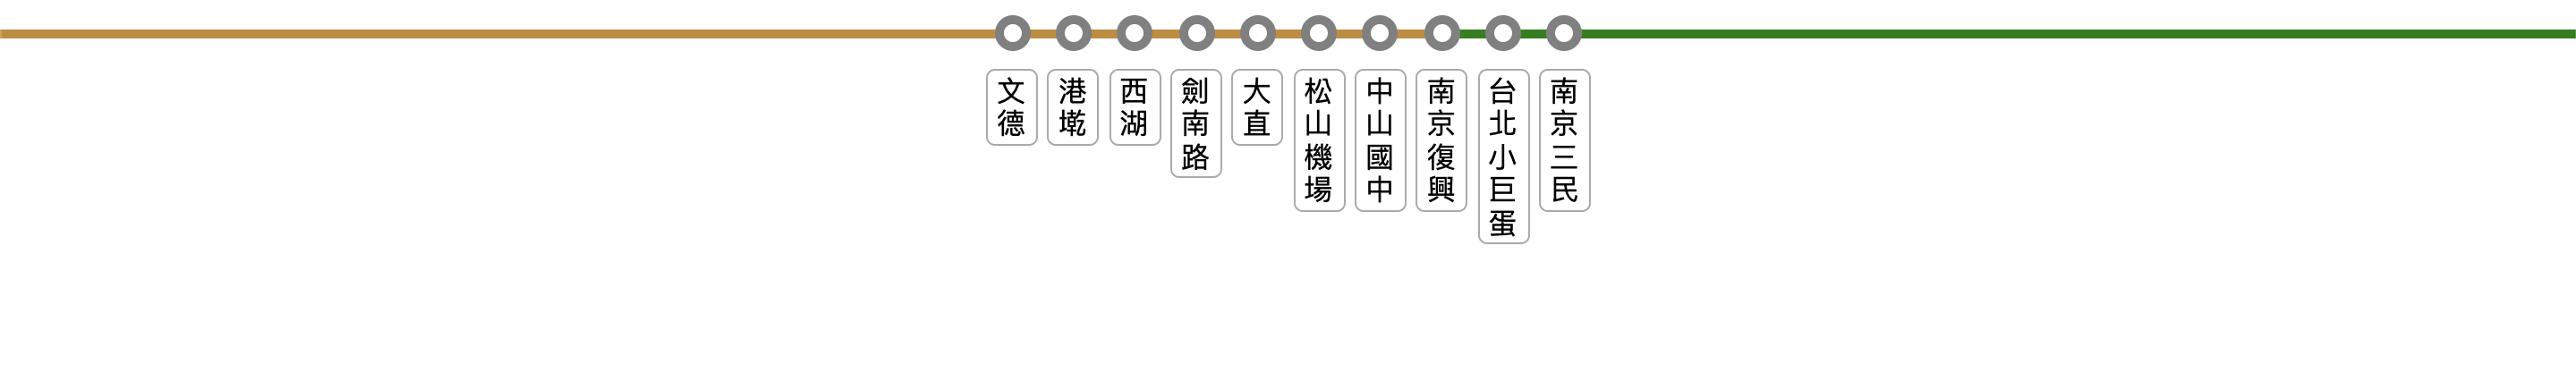 文德
港墘
西湖
劍南路
大直
松山機場
中山國中
南京復興
台北小巨蛋
南京三民